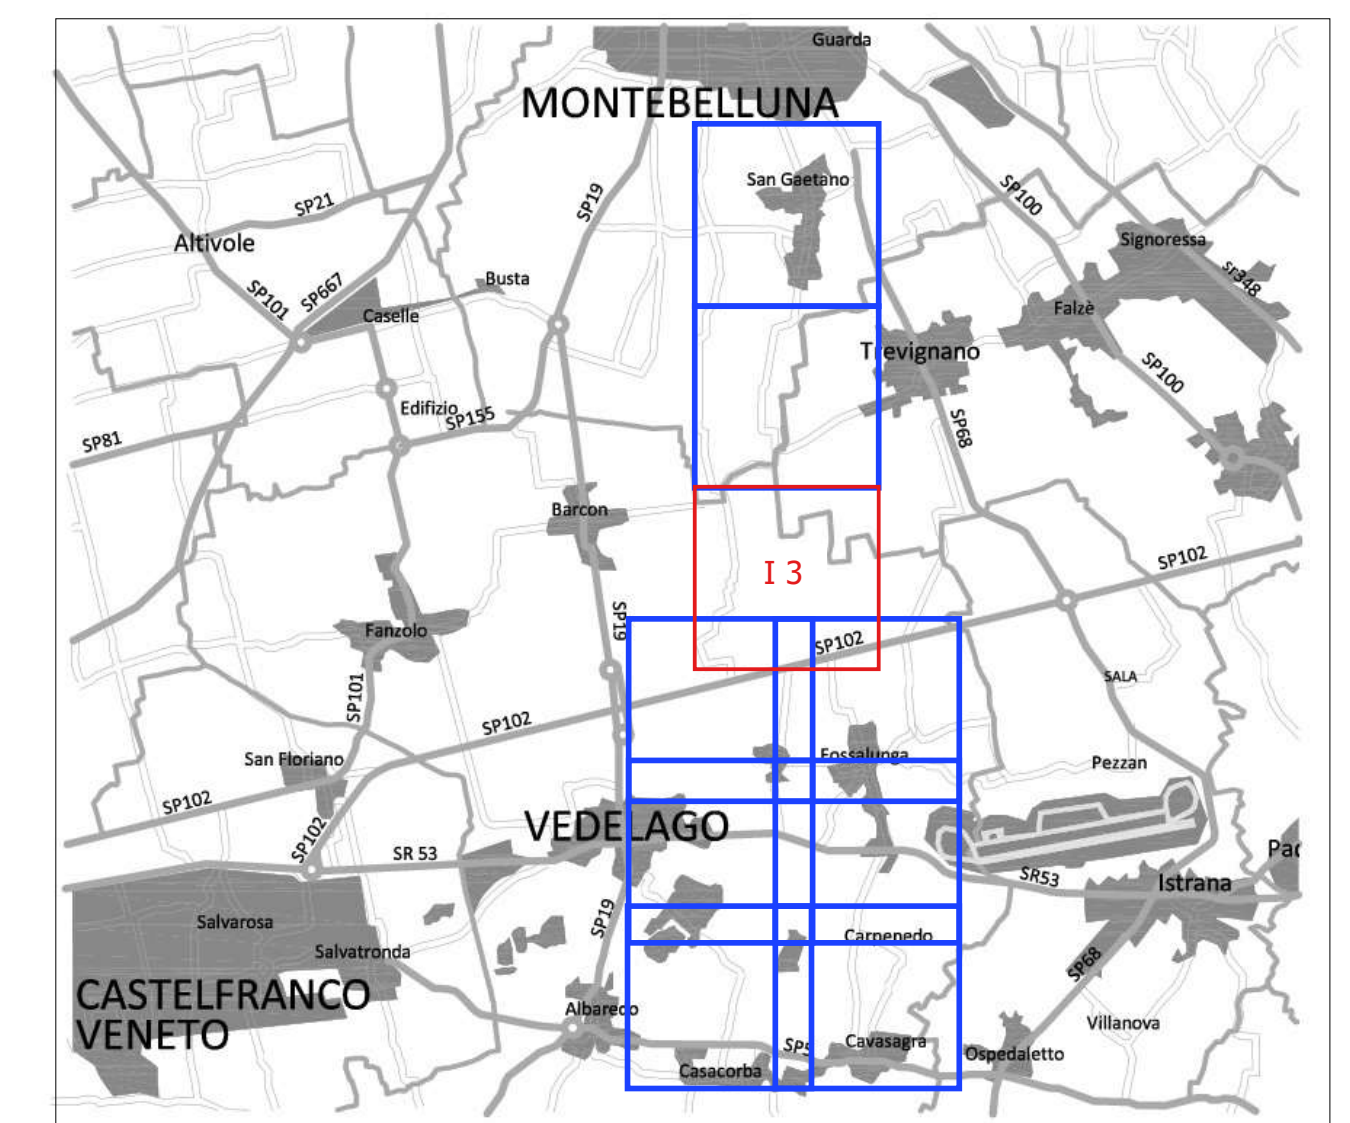 Guarda
MONTEBELLUNA
San Gaetano
SP100
SP21
SP19
Altivole
Signoressa
sr348
SP101
SP667
Busta
Caselle
Falzè
Trevignano
SP100
Edifizio
SP155
SP68
SP81
Barcon
I 3
SP102
SP19
Fanzolo
SP102
SALA
SP101
SP102
San Floriano
Fossalunga
Pezzan
SP102
SP102
VEDELAGO
SR 53
SR53
Istrana
Salvarosa
SP19
Salvatronda
Carpenedo
SP68
CASTELFRANCO
VENETO
Albaredo
Villanova
SP5
Cavasagra
Ospedaletto
Casacorba